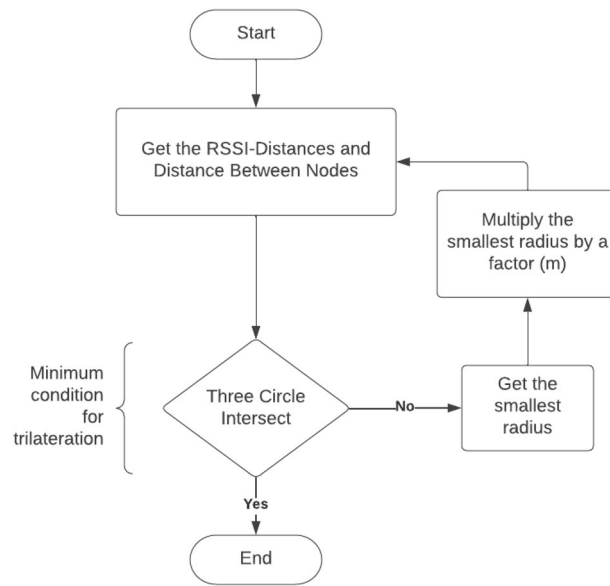 Start
Get the RSSI-Distances and
Distance Between Nodes
Multiply the
smallest radius by a
factor (m)
Minimum
condition
for
trilateration
Three Circle
Intersect
No
Get the
smallest
radius
Yes
End